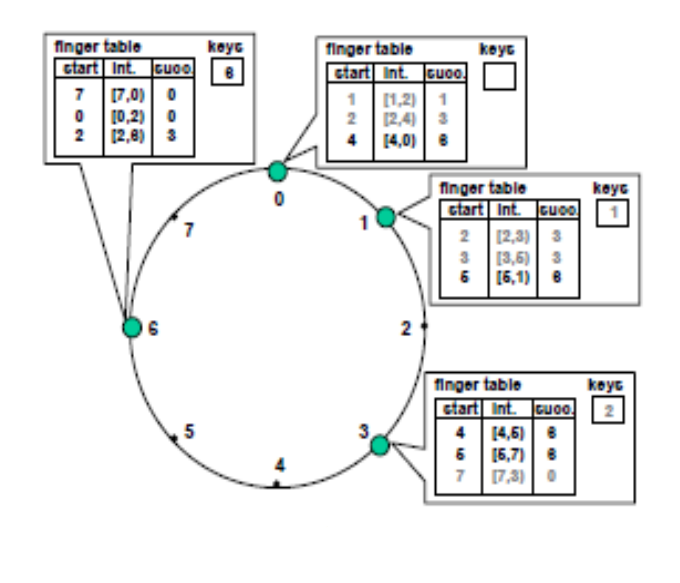 finger table keys
start int. succ. 6
7 [7,0) 0
0 [0,2) 0
2 [2,6) 3
finger table keys
start int. succ.
1 [1,2) 1
2 [2,4) 3
4 [4,0) 6
finger table keys
start int. succ. 1
2 [2,3) 3
3 [3,5) 3
5 [5,1) 6
finger table keys
start int. succ. 2
4 [4,5) 6
5 [5,7) 6
7 [7,3) 0
0
1
2
3
4
5
6
7